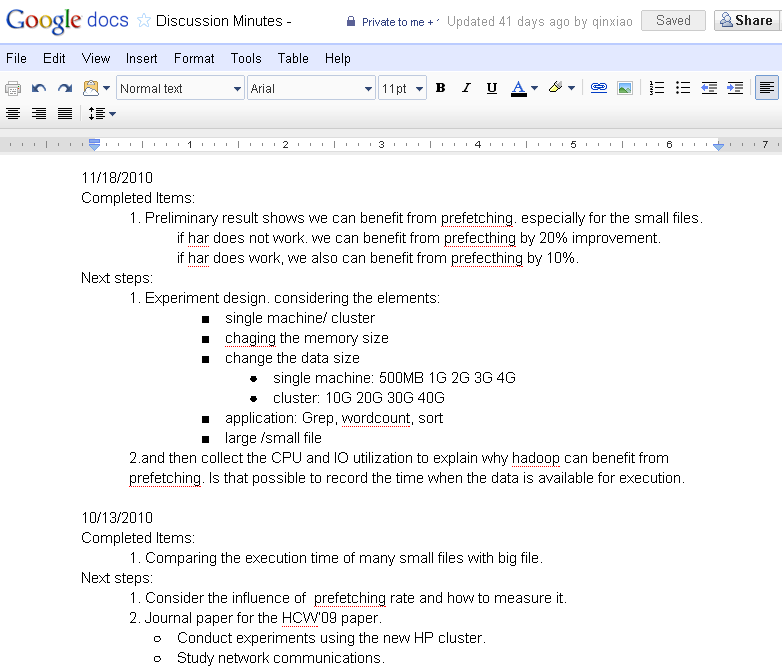 Google docs Discussion Minutes - Private to me + Updated 41 days ago by qinxiao Saved Share
File Edit View Insert Format Tools Table Help
Normal text Arial 11pt B I U A
1 2 3 4 5 6 7
11/18/2010
Completed Items:
1. Preliminary result shows we can benefit from prefetching. especially for the small files.
if har does not work. we can benefit from prefecthing by 20% improvement.
if har does work, we also can benefit from prefecthing by 10%.
Next steps:
1. Experiment design. considering the elements:
■ single machine/ cluster
■ chaging the memory size
■ change the data size
● single machine: 500MB 1G 2G 3G 4G
● cluster: 10G 20G 30G 40G
■ application: Grep, wordcount, sort
■ large /small file
2.and then collect the CPU and IO utilization to explain why hadoop can benefit from
prefetching. Is that possible to record the time when the data is available for execution.
10/13/2010
Completed Items:
1. Comparing the execution time of many small files with big file.
Next steps:
1. Consider the influence of  prefetching rate and how to measure it.
2. Journal paper for the HCW'09 paper.
○ Conduct experiments using the new HP cluster.
○ Study network communications.